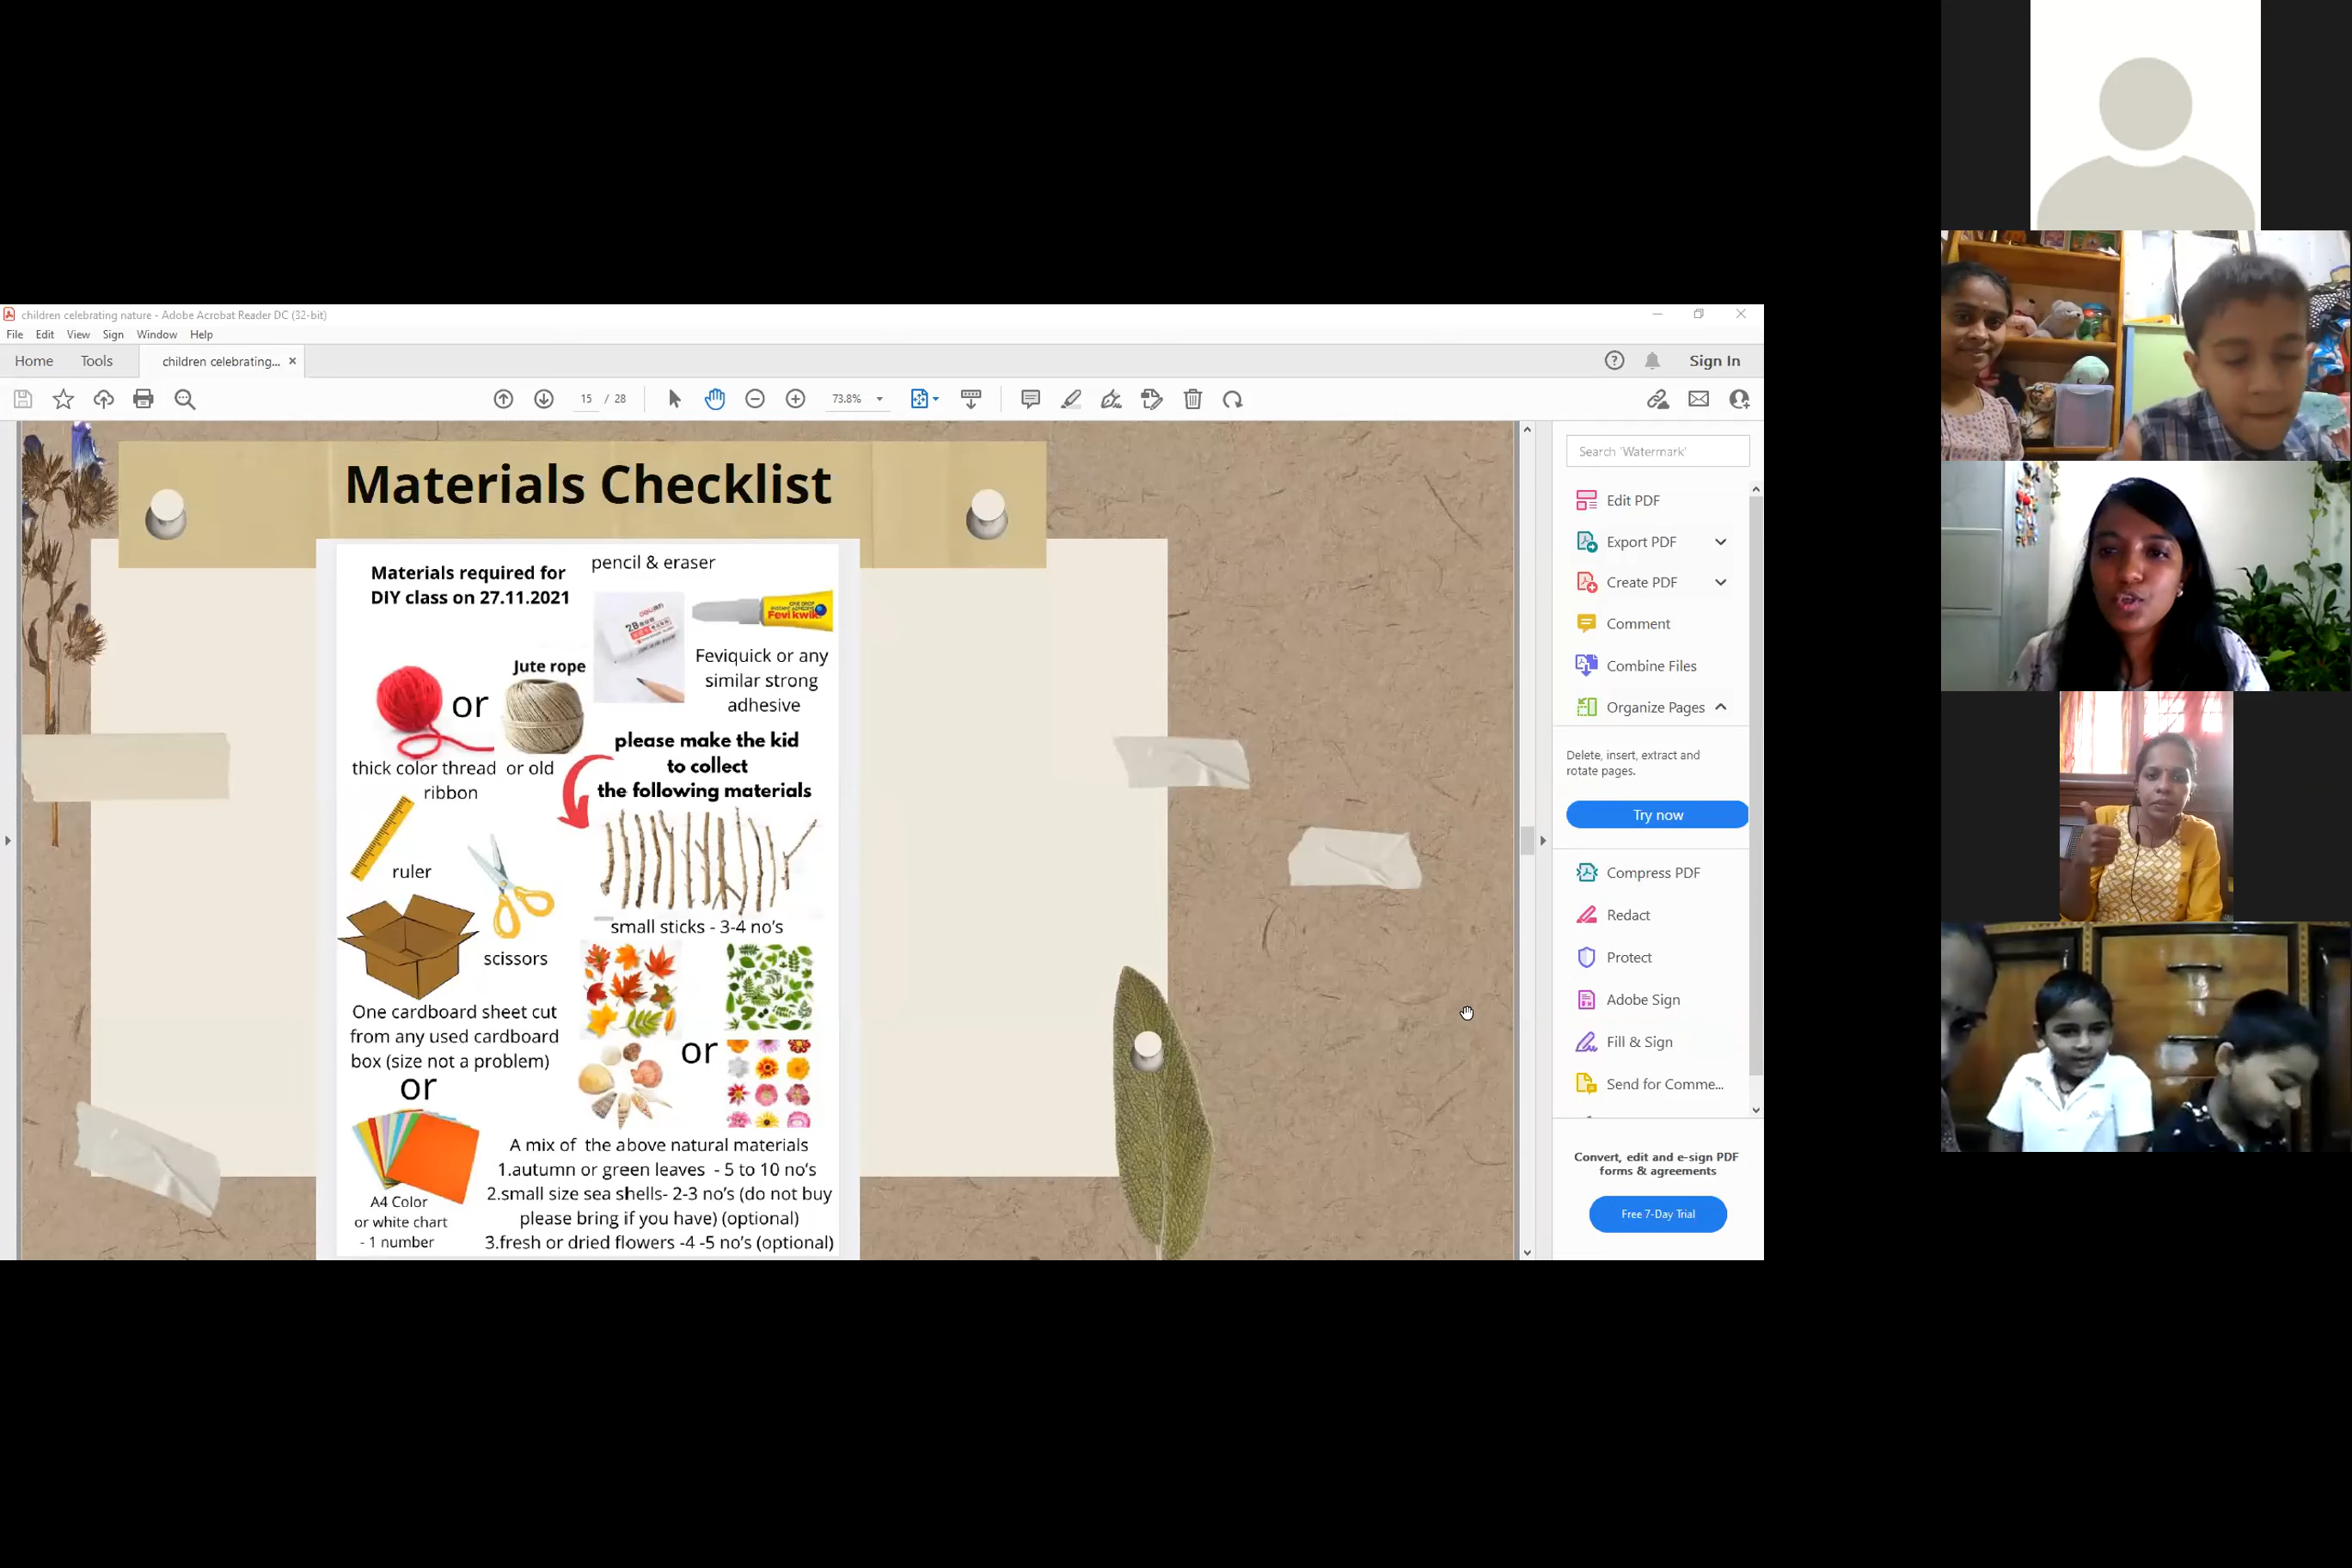 children celebrating nature - Adobe Acrobat Reader DC (32-bit)
File Edit View Sign Window Help
Home Tools children celebrating... ×
Sign In
15 / 28
73.8%
Materials Checklist
Materials required for
DIY class on 27.11.2021
pencil & eraser
2B
ONE DROP
INSTANT ADHESIVE
Fevi kwik
Feviquick or any
similar strong
adhesive
Jute rope
or
thick color thread or old
ribbon
please make the kid
to collect
the following materials
ruler
scissors
small sticks - 3-4 no's
One cardboard sheet cut
from any used cardboard
box (size not a problem)
or
A4 Color
or white chart
- 1 number
or
A mix of the above natural materials
1.autumn or green leaves - 5 to 10 no's
2.small size sea shells- 2-3 no's (do not buy
please bring if you have) (optional)
3.fresh or dried flowers -4 -5 no's (optional)
Search 'Watermark'
Edit PDF
Export PDF
Create PDF
Comment
Combine Files
Organize Pages
Delete, insert, extract and
rotate pages.
Try now
Compress PDF
Redact
Protect
Adobe Sign
Fill & Sign
Send for Comme...
Convert, edit and e-sign PDF
forms & agreements
Free 7-Day Trial